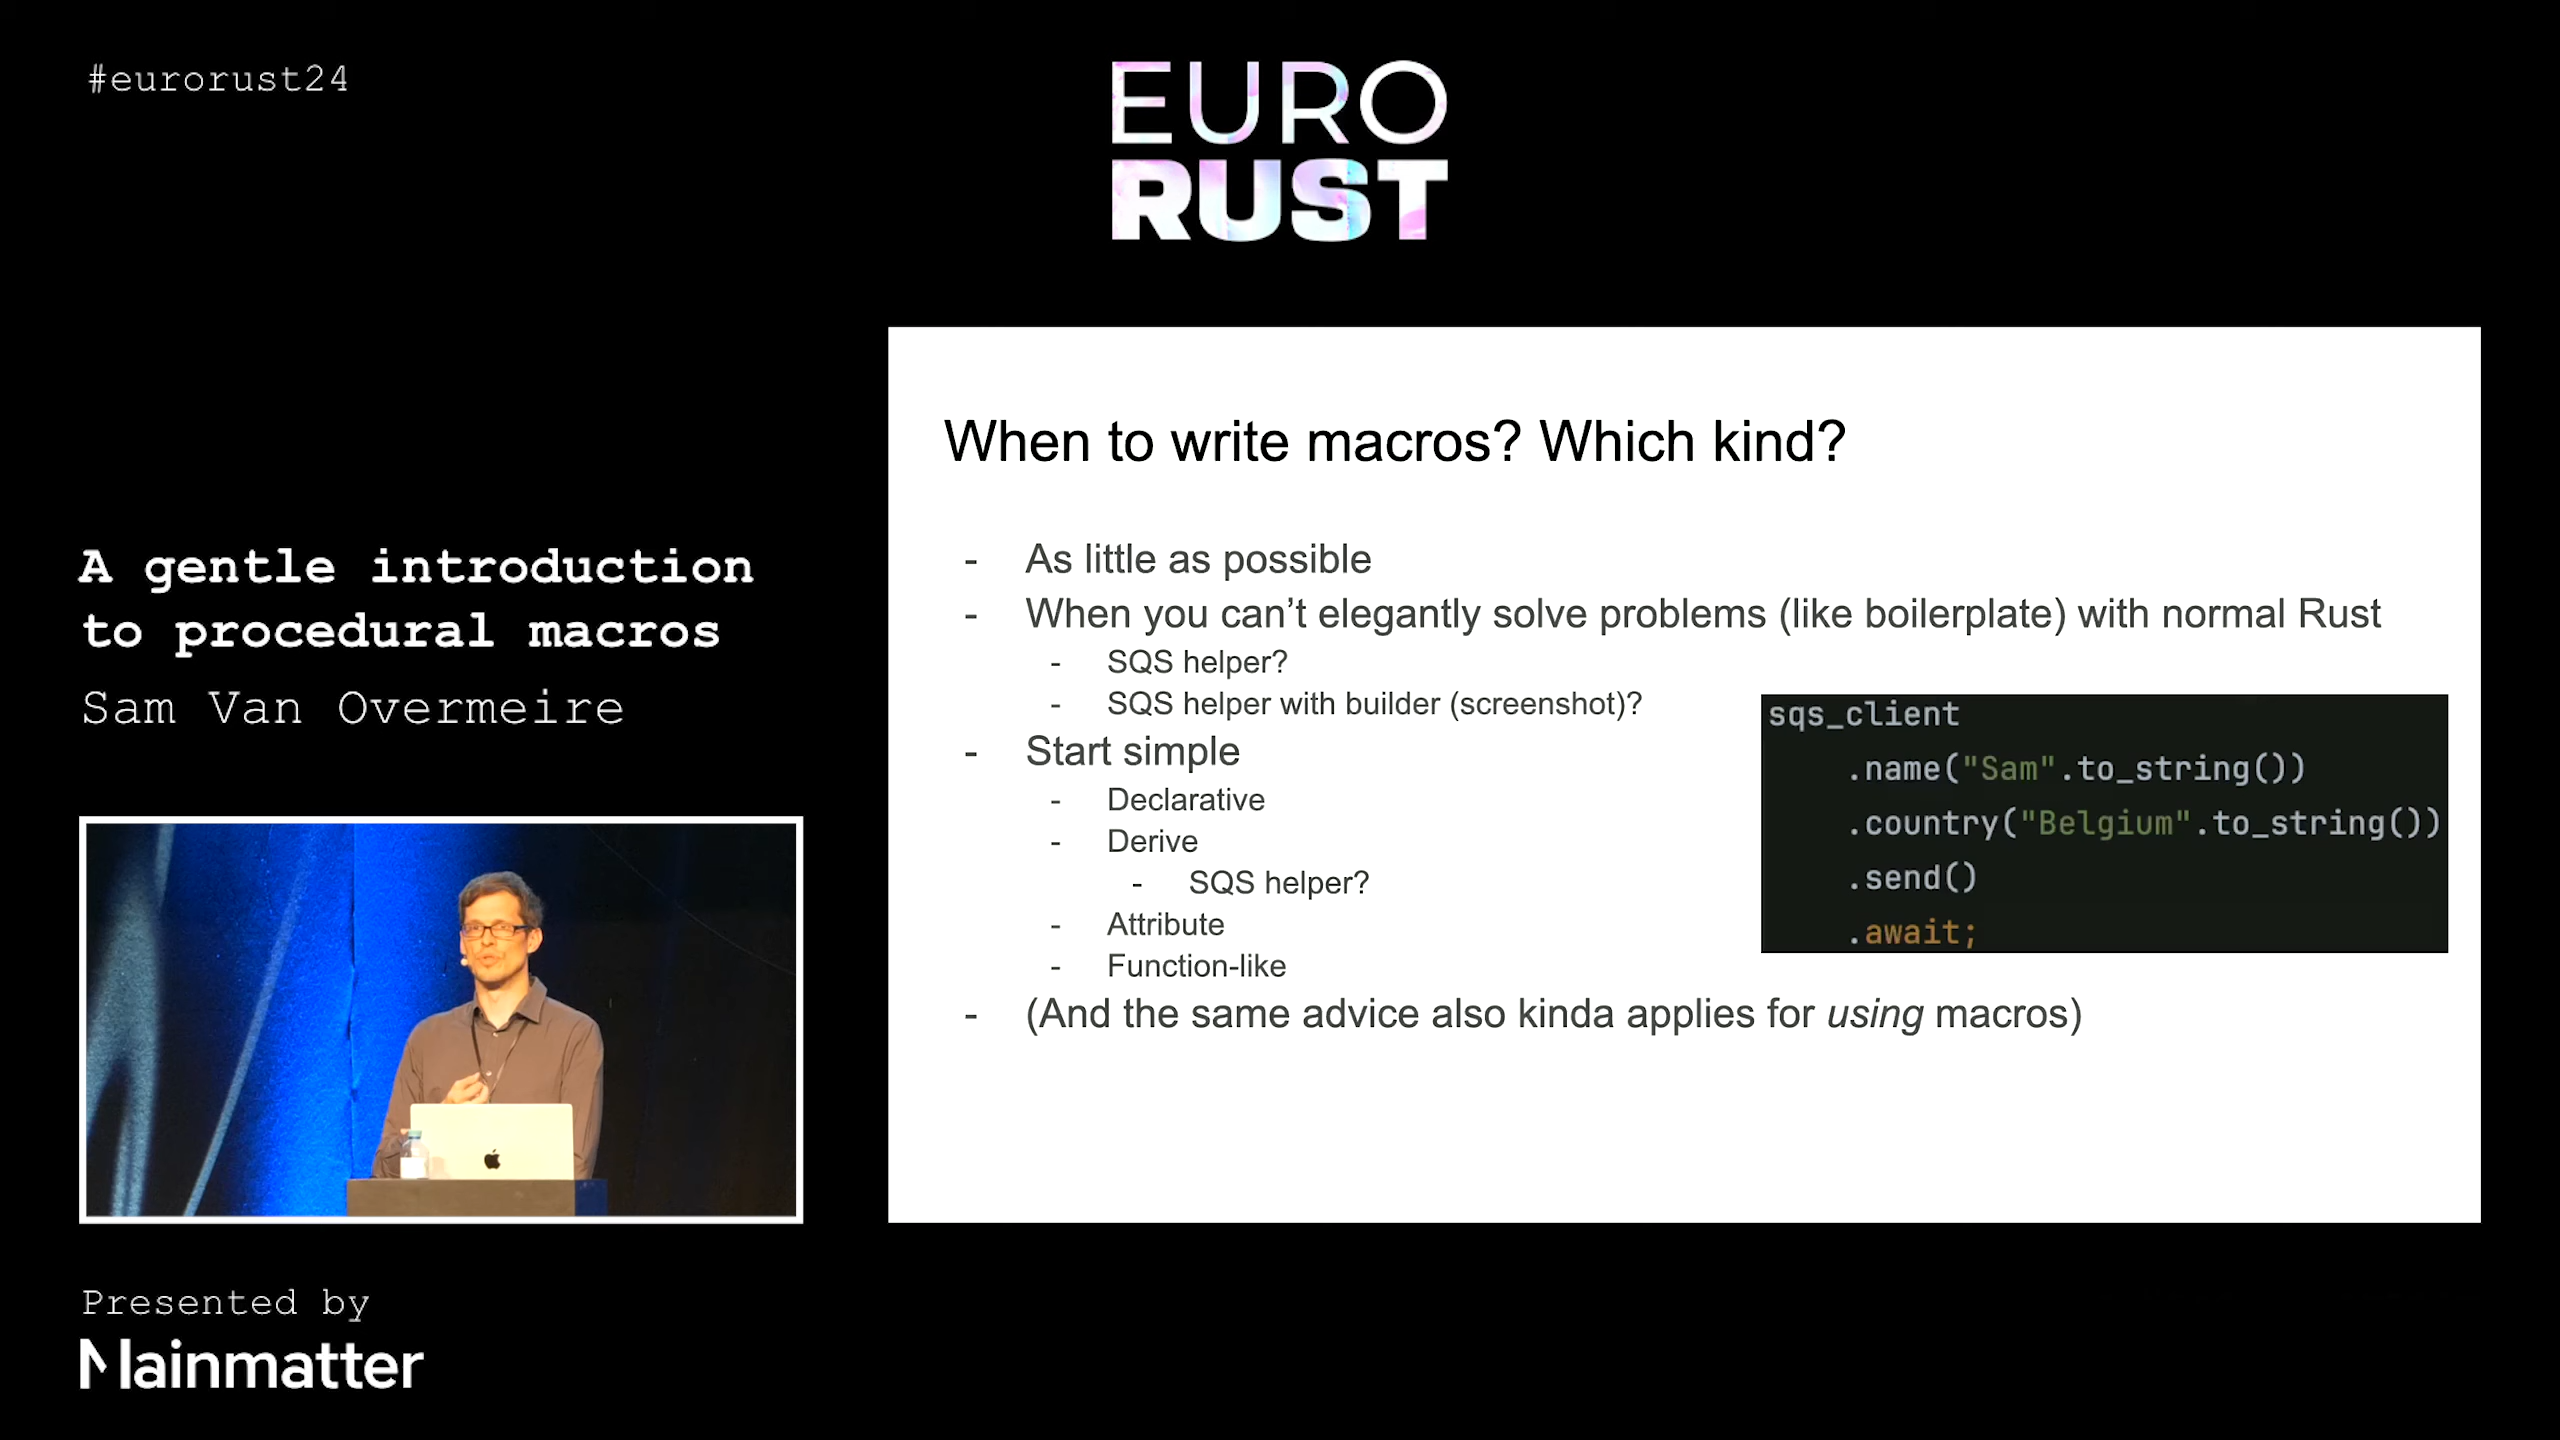 #eurorust24
EURO
RUST
A gentle introduction
to procedural macros
Sam Van Overmeire
When to write macros? Which kind?
- As little as possible
- When you can’t elegantly solve problems (like boilerplate) with normal Rust
- SQS helper?
- SQS helper with builder (screenshot)?
- Start simple
- Declarative
- Derive
- SQS helper?
- Attribute
- Function-like
- (And the same advice also kinda applies for using macros)
sqs_client
.name("Sam".to_string())
.country("Belgium".to_string())
.send()
.await;
Presented by
Mainmatter